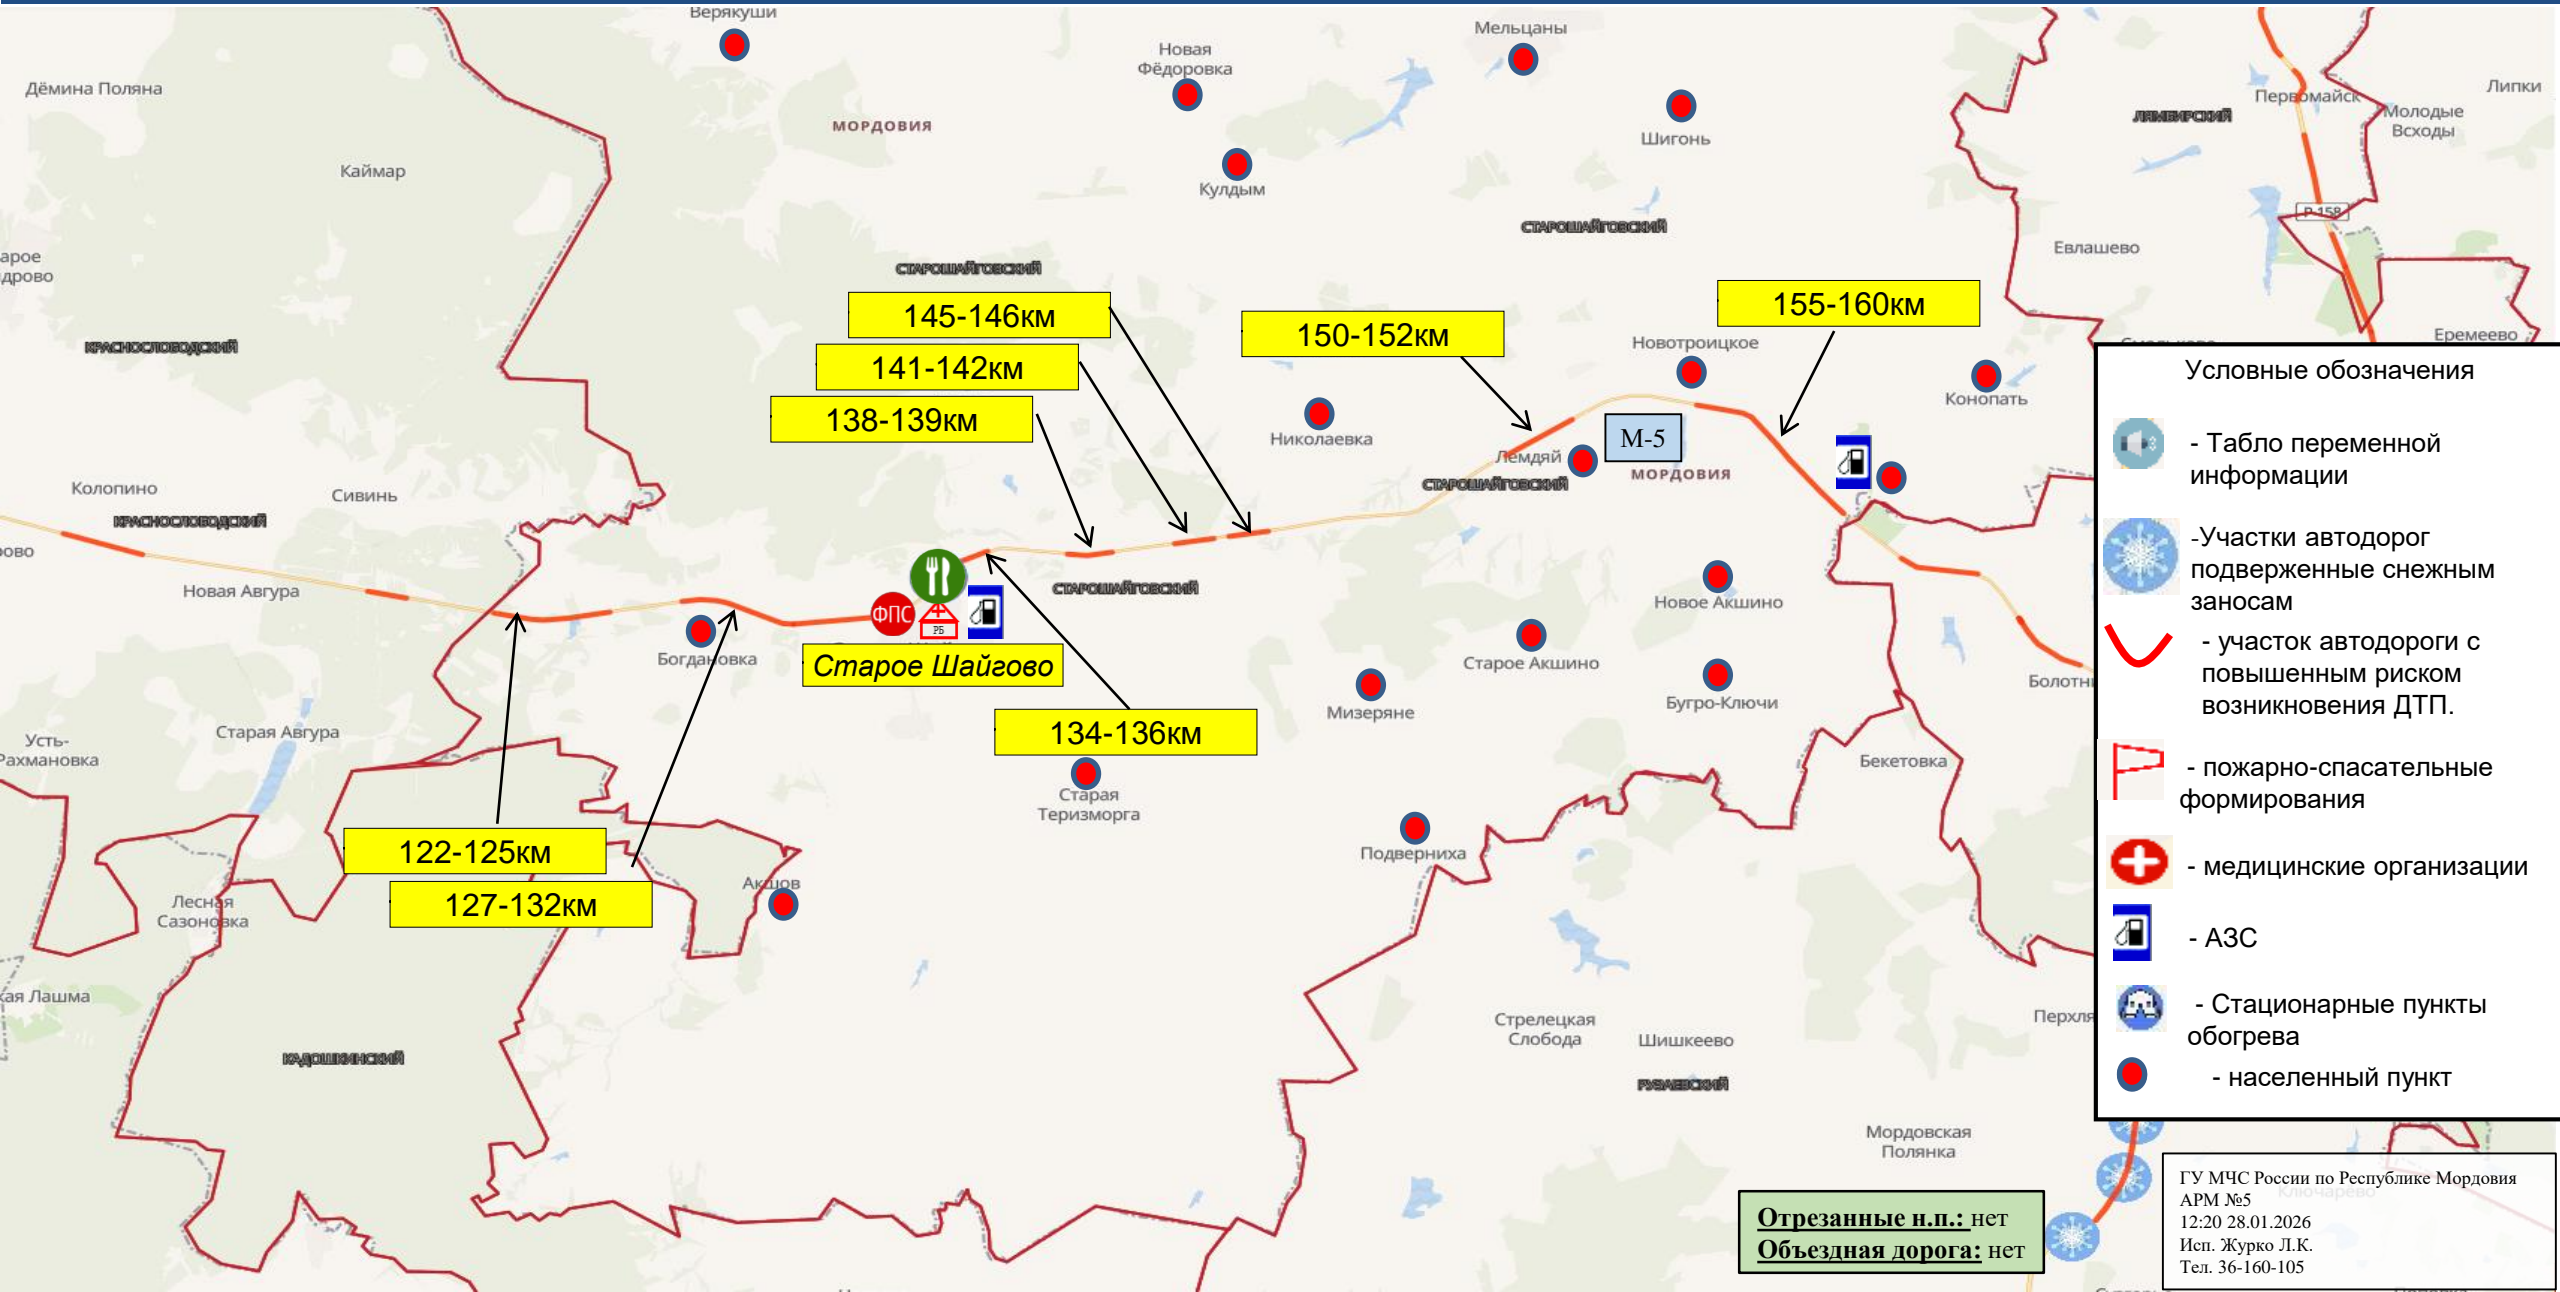 Верякуши
Мельцаны
Новая
Фёдоровка
Дёмина Поляна
Липки
Первомайск
Молодые
Всходы
ЛЯМБИРСКИЙ
МОРДОВИЯ
Шигонь
Каймар
Кулдым
Р-158
СТАРОШАЙГОВСКИЙ
Евлашево
СТАРОШАЙГОВСКИЙ
145-146км
155-160км
150-152км
141-142км
138-139км
КРАСНОСЛОБОДСКИЙ
Новотроицкое
Еремеево
Конопать
Николаевка
М-5
Лемдяй
МОРДОВИЯ
СТАРОШАЙГОВСКИЙ
Колопино
Сивинь
КРАСНОСЛОБОДСКИЙ
Новая Авгура
СТАРОШАЙГОВСКИЙ
Новое Акшино
ФПС
РБ
Богдановка
Старое Шайгово
Старое Акшино
Бугро-Ключи
Мизеряне
134-136км
Старая Авгура
Усть-
Рахмановка
Бекетовка
Старая
Теризморга
Подверниха
122-125км
127-132км
Акшов
Лесная
Сазоновка
Стрелецкая
Слобода
Шишкеево
РУЗАЕВСКИЙ
КАДОШКИНСКИЙ
Мордовская
Полянка
Условные обозначения
- Табло переменной
информации
-Участки автодорог
подверженные снежным
заносам
- участок автодороги с
повышенным риском
возникновения ДТП.
- пожарно-спасательные
формирования
- медицинские организации
- АЗС
- Стационарные пункты
обогрева
- населенный пункт
Отрезанные н.п.: нет
Объездная дорога: нет
ГУ МЧС России по Республике Мордовия
АРМ №5
Ключарево
12:20 28.01.2026
Исп. Журко Л.К.
Тел. 36-160-105